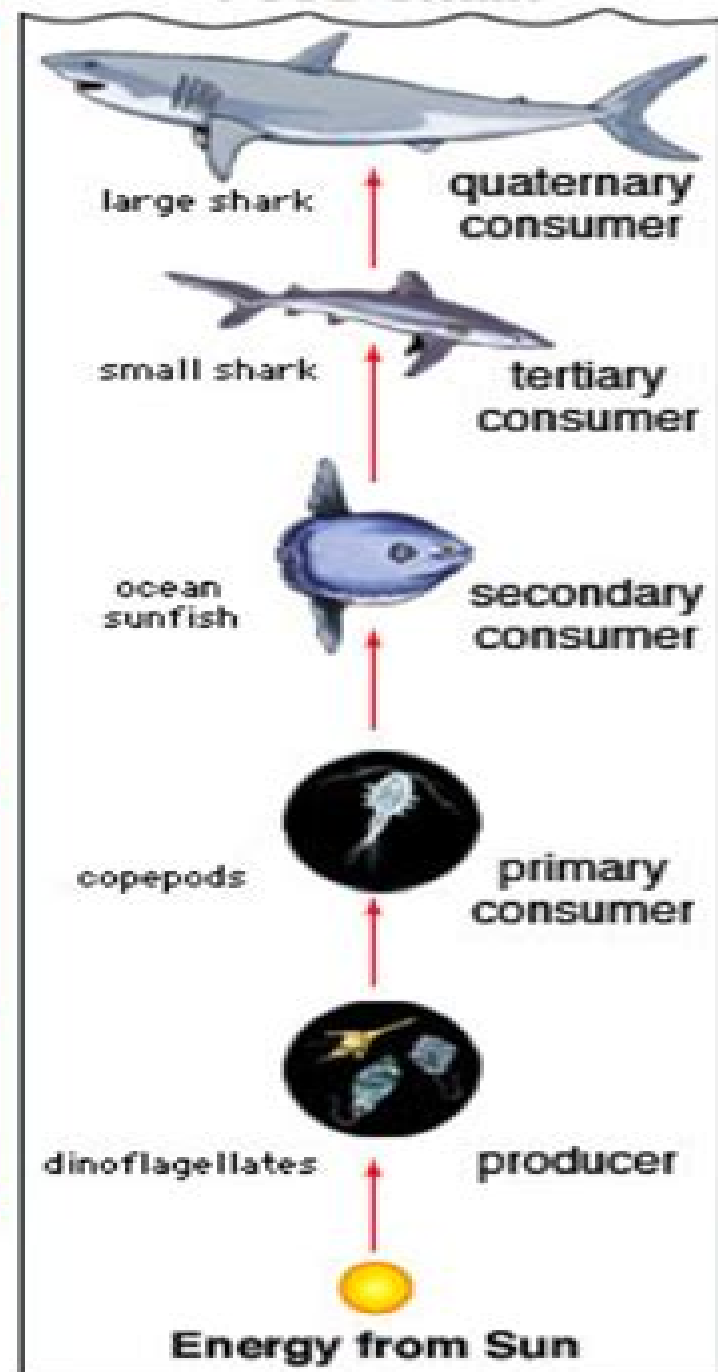 large shark
quaternary
consumer
small shark
tertiary
consumer
ocean
sunfish
secondary
consumer
copepods
primary
consumer
dinoflagellates
producer
Energy from Sun